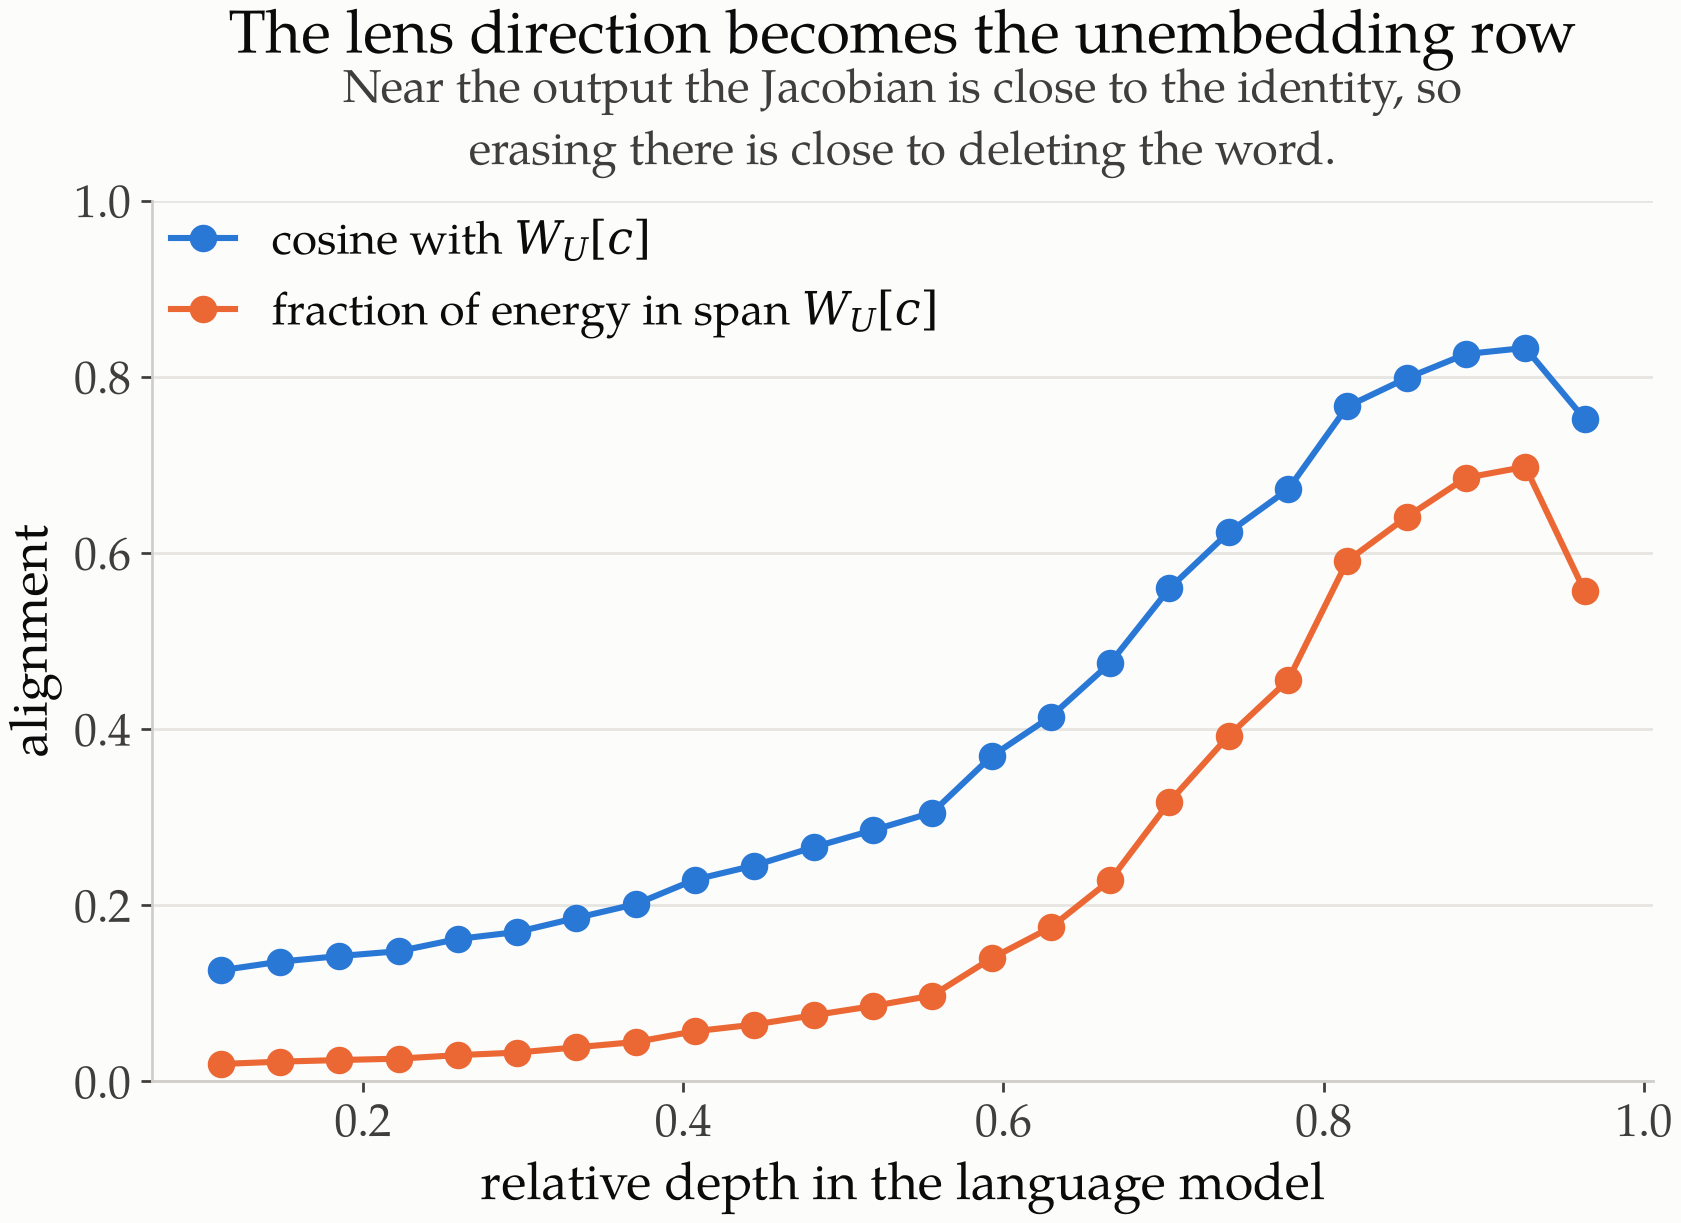 The lens direction becomes the unembedding row
Near the output the Jacobian is close to the identity, so
erasing there is close to deleting the word.
1.0
cosine with W_U[c]
fraction of energy in span W_U[c]
0.8
0.6
0.4
0.2
0.0
alignment
0.2 0.4 0.6 0.8 1.0
relative depth in the language model